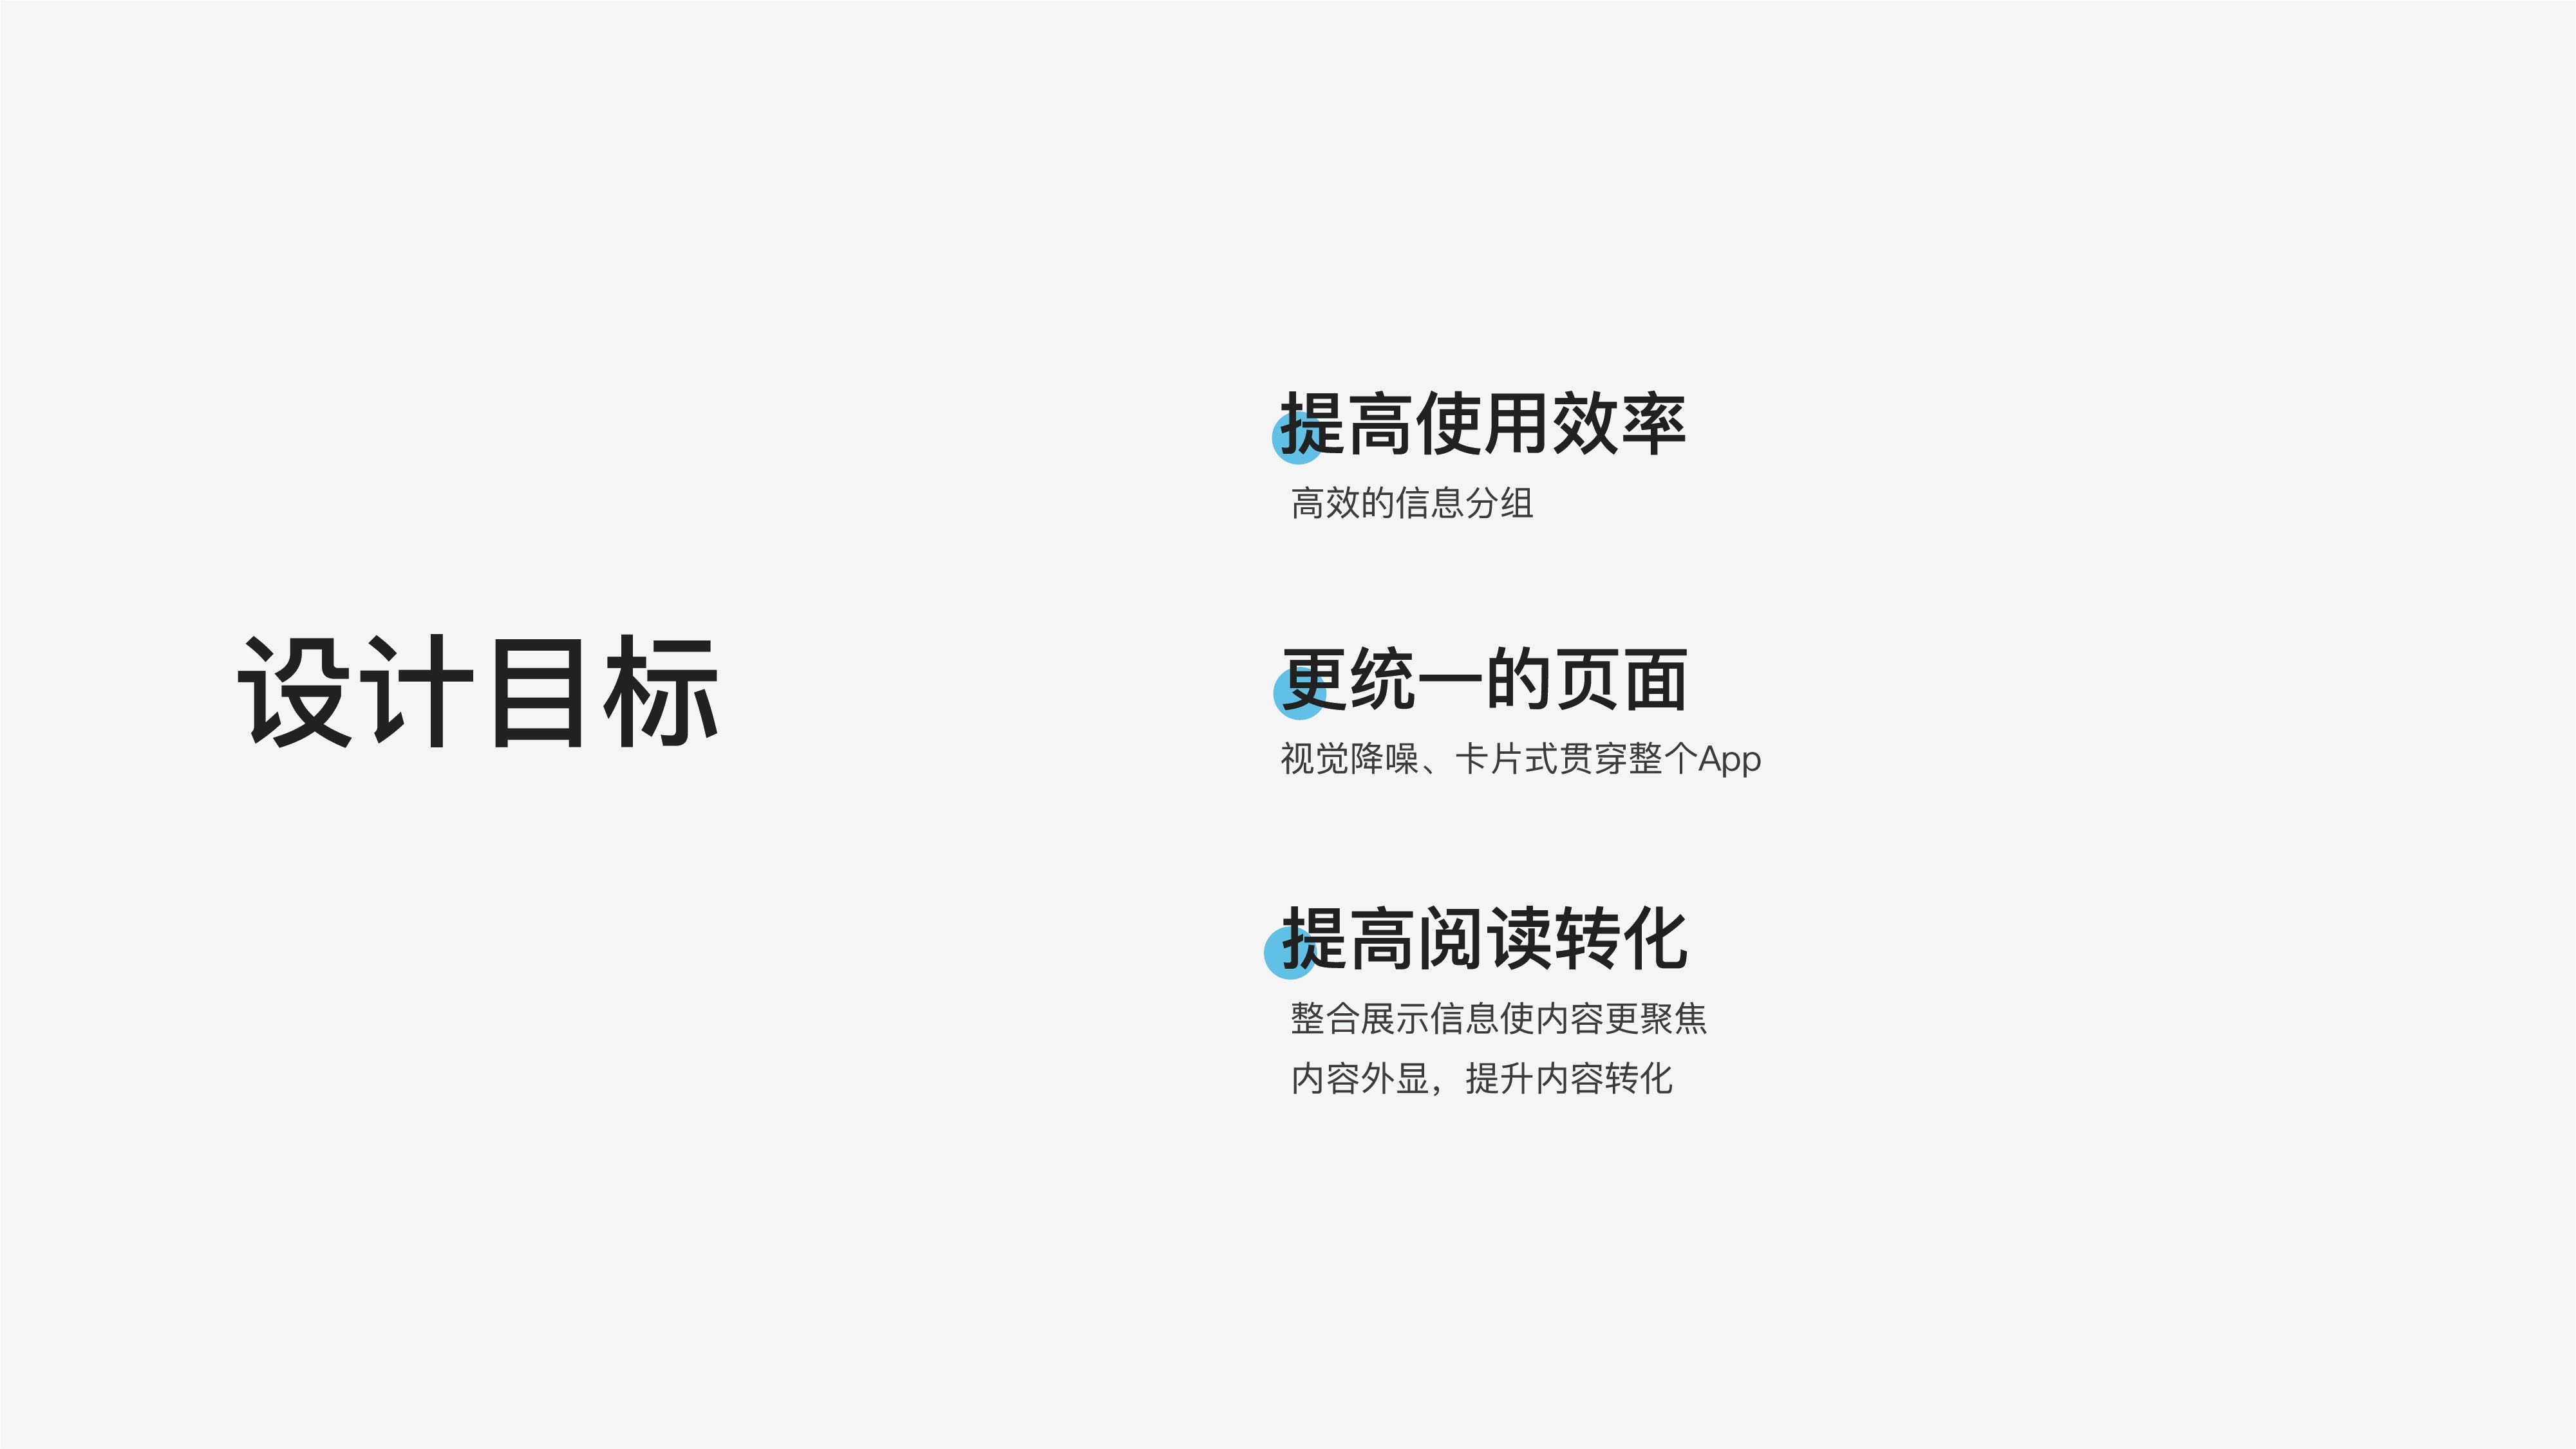 设计目标
提高使用效率
高效的信息分组
更统一的页面
视觉降噪、卡片式贯穿整个App
提高阅读转化
整合展示信息使内容更聚焦
内容外显，提升内容转化